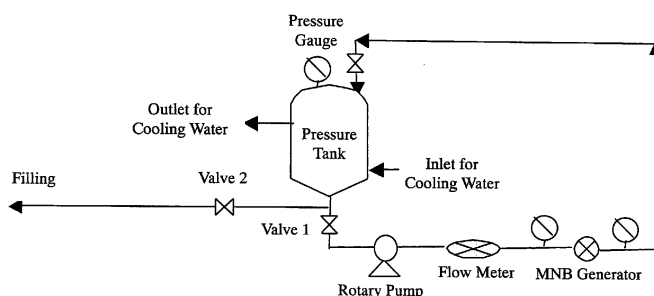 Pressure
Gauge
Outlet for
Cooling Water
Pressure
Tank
Inlet for
Cooling Water
Filling
Valve 2
Valve 1
Flow Meter
MNB Generator
Rotary Pump